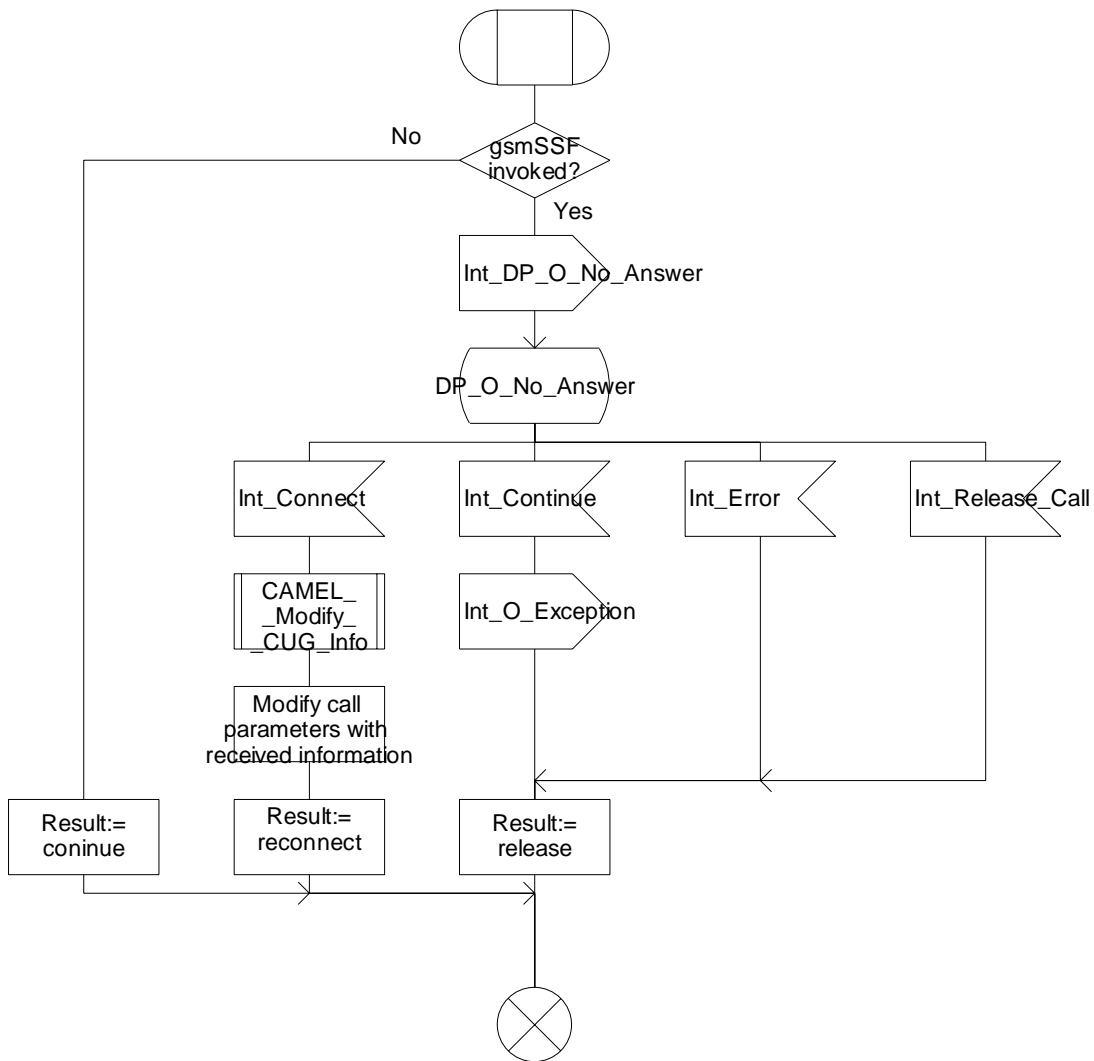 No
gsmSSF
invoked?
Yes
Int_DP_O_No_Answer
DP_O_No_Answer
Int_Connect
Int_Continue
Int_Error
Int_Release_Call
CAMEL_
_Modify_
_CUG_Info
Int_O_Exception
Modify call
parameters with
received information
Result:=
coninue
Result:=
reconnect
Result:=
release